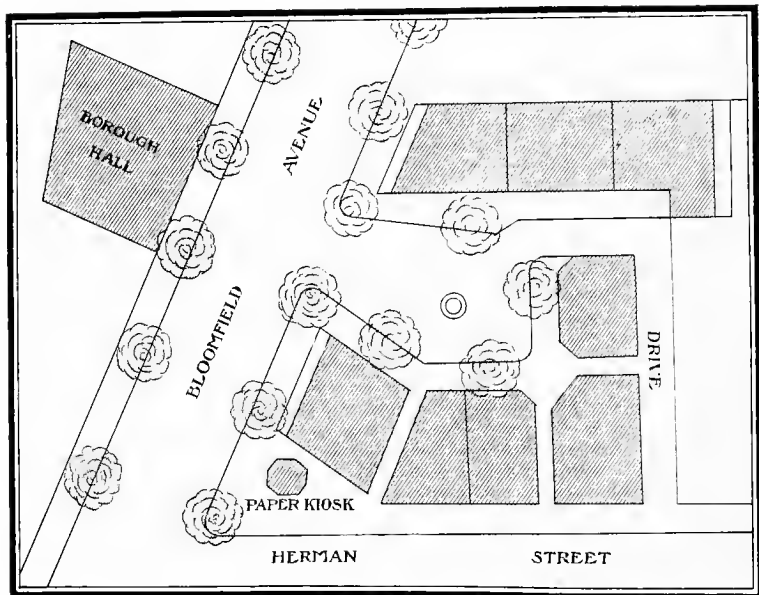 BOROUGH
HALL
BLOOMFIELD AVENUE
DRIVE
PAPER KIOSK
HERMAN STREET